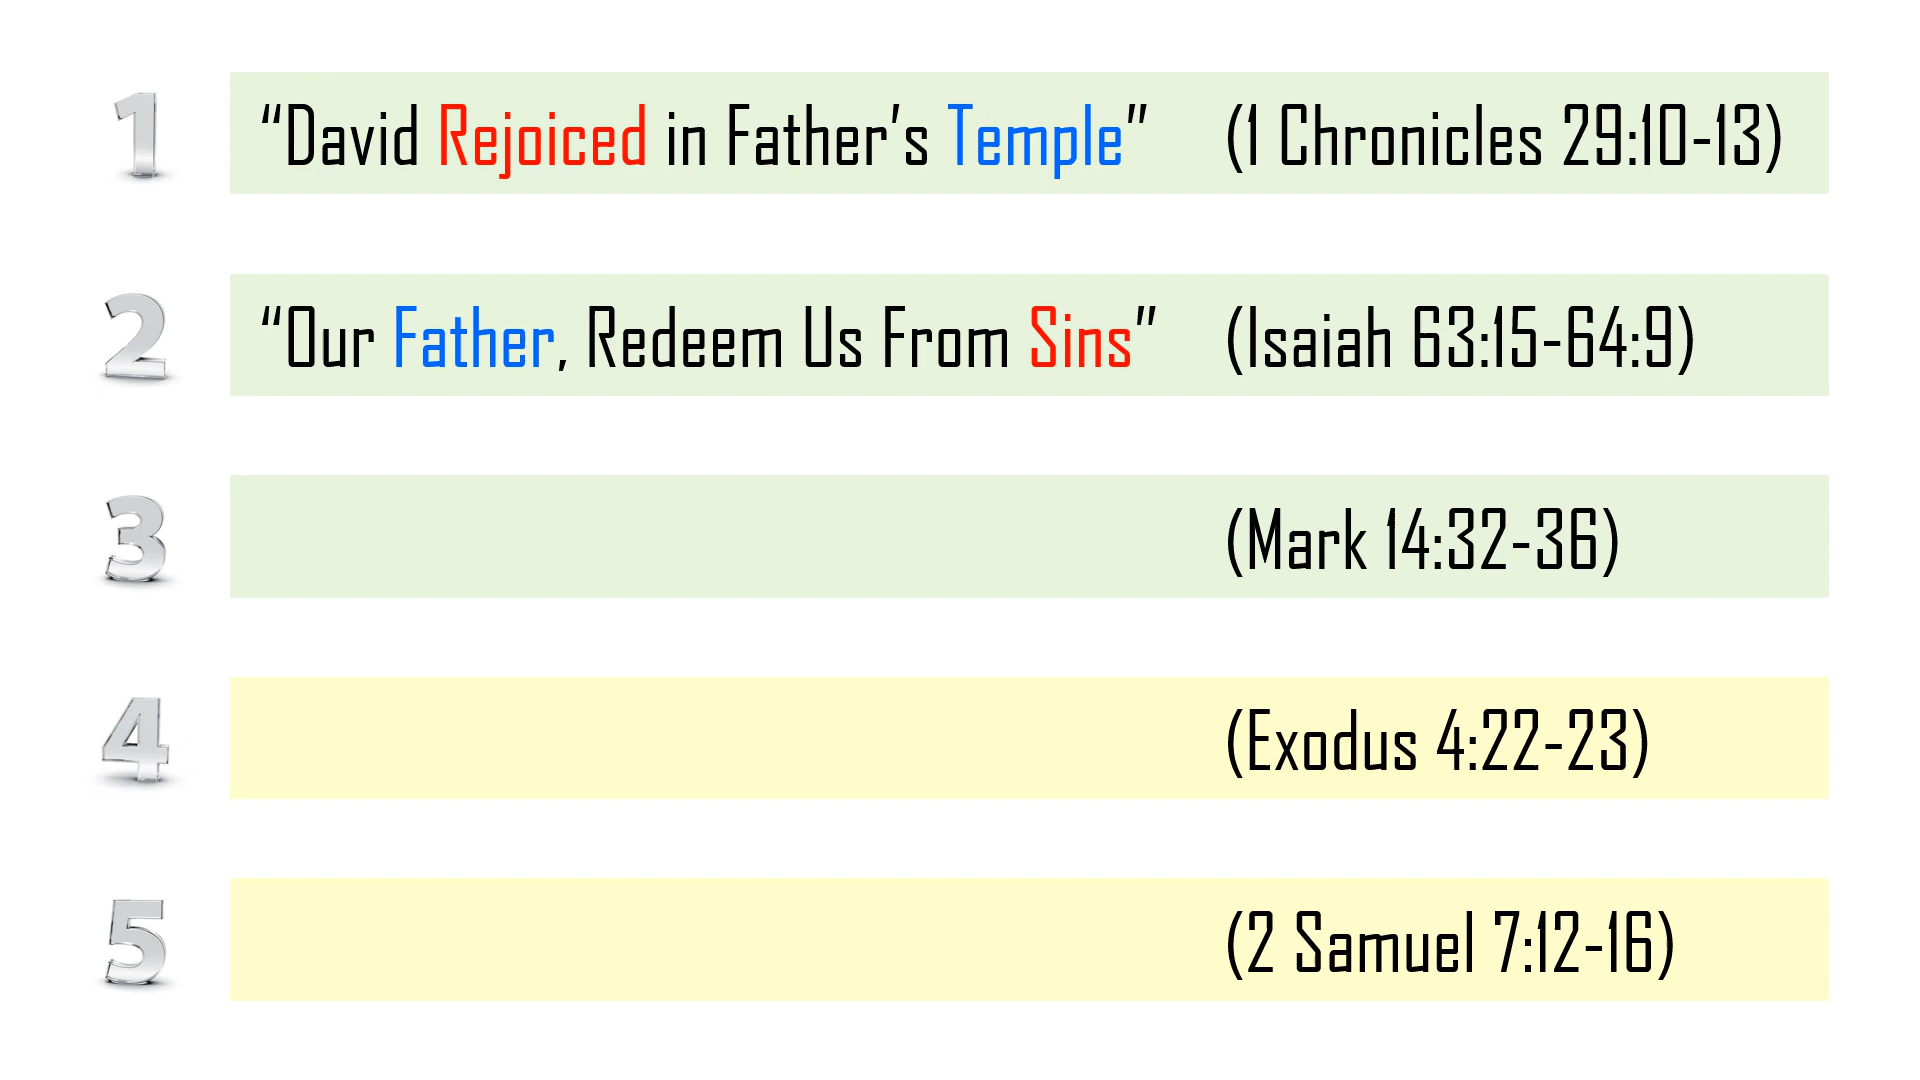 1 “David Rejoiced in Father’s Temple” (1 Chronicles 29:10-13)
2 “Our Father, Redeem Us From Sins” (Isaiah 63:15-64:9)
3 (Mark 14:32-36)
4 (Exodus 4:22-23)
5 (2 Samuel 7:12-16)